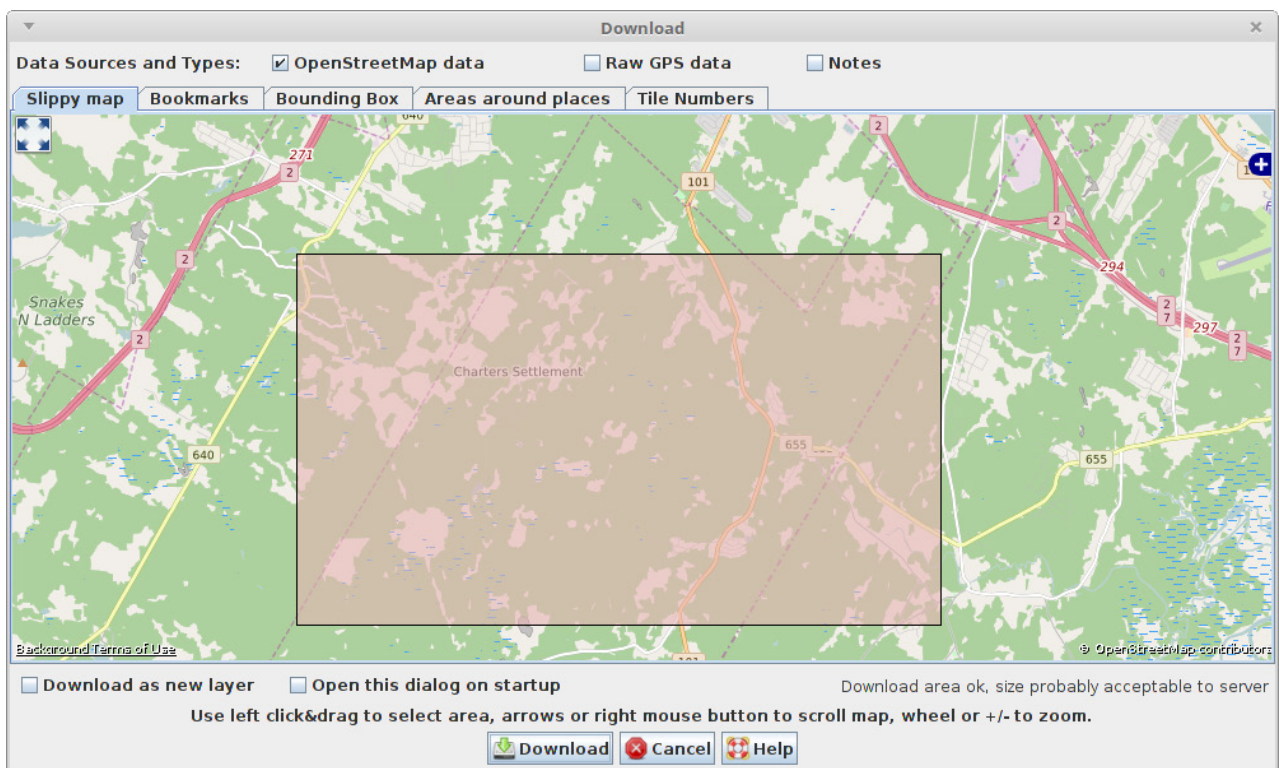 Download
Data Sources and Types: OpenStreetMap data Raw GPS data Notes
Slippy map Bookmarks Bounding Box Areas around places Tile Numbers
640
2
271
2
101
2
2
294
Snakes
N Ladders
2
2
7
297
2
7
Charters Settlement
640
655
655
101
Background Terms of Use
© OpenStreetMap contributors
Download as new layer Open this dialog on startup Download area ok, size probably acceptable to server
Use left click&drag to select area, arrows or right mouse button to scroll map, wheel or +/- to zoom.
Download Cancel Help